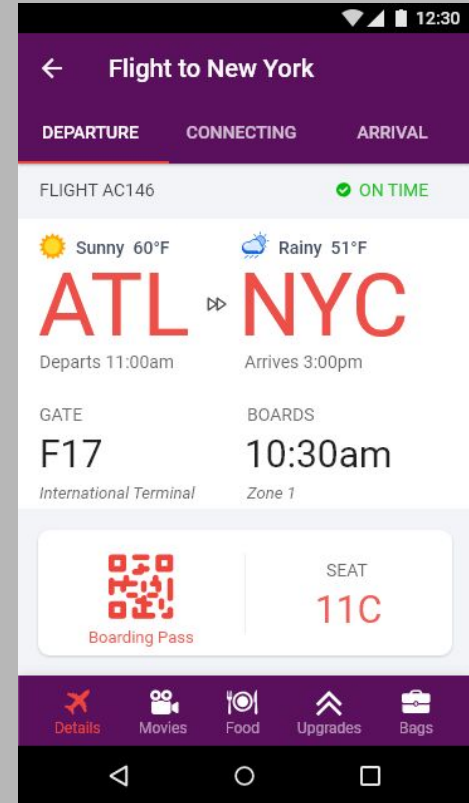 12:30
Flight to New York
DEPARTURE CONNECTING ARRIVAL
FLIGHT AC146 ON TIME
Sunny 60°F Rainy 51°F
ATL NYC
Departs 11:00am Arrives 3:00pm
GATE BOARDS
F17 10:30am
International Terminal Zone 1
SEAT
11C
Boarding Pass
Details Movies Food Upgrades Bags